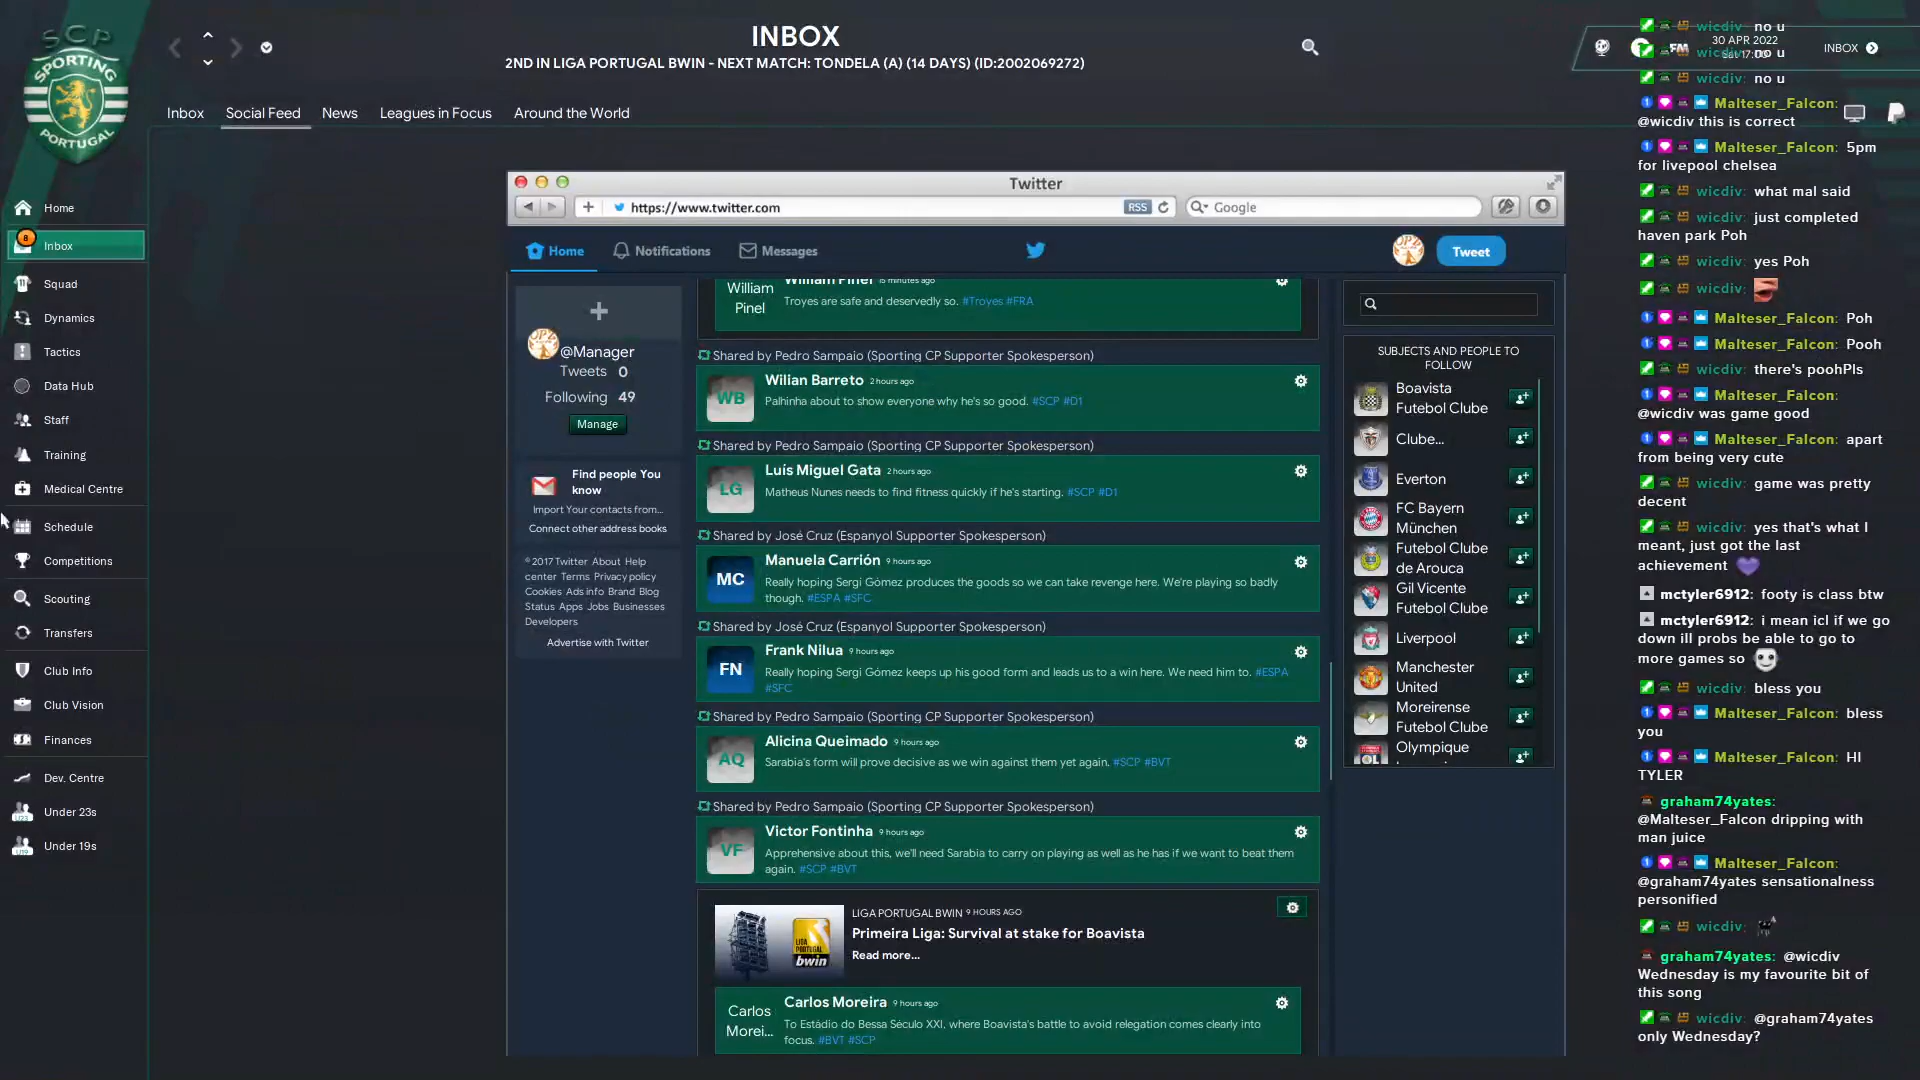 SCP
SPORTING
PORTUGAL
INBOX
2ND IN LIGA PORTUGAL BWIN - NEXT MATCH: TONDELA (A) (14 DAYS) (ID:2002069272)
30 APR 2022
Sat 17:00
FM
INBOX
Inbox
Social Feed
News
Leagues in Focus
Around the World
Home
8
Inbox
Squad
Dynamics
Tactics
Data Hub
Staff
Training
Medical Centre
Schedule
Competitions
Scouting
Transfers
Club Info
Club Vision
Finances
Dev. Centre
Under 23s
Under 19s
Twitter
https://www.twitter.com
RSS
Google
Home
Notifications
Messages
Tweet
@Manager
Tweets 0
Following 49
Manage
Find people You
know
Import Your contacts from...
Connect other address books
© 2017 Twitter About Help
center Terms Privacy policy
Cookies Ads info Brand Blog
Status Apps Jobs Businesses
Developers
Advertise with Twitter
William
Pinel
William Pinel 15 minutes ago
Troyes are safe and deservedly so. #Troyes #FRA
Shared by Pedro Sampaio (Sporting CP Supporter Spokesperson)
WB
Wilian Barreto 2 hours ago
Palhinha about to show everyone why he's so good. #SCP #D1
Shared by Pedro Sampaio (Sporting CP Supporter Spokesperson)
LG
Luís Miguel Gata 2 hours ago
Matheus Nunes needs to find fitness quickly if he's starting. #SCP #D1
Shared by José Cruz (Espanyol Supporter Spokesperson)
MC
Manuela Carrión 9 hours ago
Really hoping Sergi Gómez produces the goods so we can take revenge here. We're playing so badly
though. #ESPA #SFC
Shared by José Cruz (Espanyol Supporter Spokesperson)
FN
Frank Nilua 9 hours ago
Really hoping Sergi Gómez keeps up his good form and leads us to a win here. We need him to. #ESPA
#SFC
Shared by Pedro Sampaio (Sporting CP Supporter Spokesperson)
AQ
Alicina Queimado 9 hours ago
Sarabia's form will prove decisive as we win against them yet again. #SCP #BVT
Shared by Pedro Sampaio (Sporting CP Supporter Spokesperson)
VF
Victor Fontinha 9 hours ago
Apprehensive about this, we'll need Sarabia to carry on playing as well as he has if we want to beat them
again. #SCP #BVT
LIGA PORTUGAL bwin
LIGA PORTUGAL BWIN 9 HOURS AGO
Primeira Liga: Survival at stake for Boavista
Read more...
Carlos
Morei...
Carlos Moreira 9 hours ago
To Estádio do Bessa Século XXI, where Boavista's battle to avoid relegation comes clearly into
focus. #BVT #SCP
SUBJECTS AND PEOPLE TO
FOLLOW
Boavista
Futebol Clube
Clube...
Everton
FC Bayern
München
Futebol Clube
de Arouca
Gil Vicente
Futebol Clube
Liverpool
Manchester
United
Moreirense
Futebol Clube
Olympique
wicdiv: no u
wicdiv: no u
wicdiv: no u
Malteser_Falcon:
@wicdiv this is correct
Malteser_Falcon: 5pm
for livepool chelsea
wicdiv: what mal said
wicdiv: just completed
haven park Poh
wicdiv: yes Poh
wicdiv:
Malteser_Falcon: Poh
Malteser_Falcon: Pooh
wicdiv: there's poohPls
Malteser_Falcon:
@wicdiv was game good
Malteser_Falcon: apart
from being very cute
wicdiv: game was pretty
decent
wicdiv: yes that's what I
meant, just got the last
achievement
mctyler6912: footy is class btw
mctyler6912: i mean icl if we go
down ill probs be able to go to
more games so
wicdiv: bless you
Malteser_Falcon: bless
you
Malteser_Falcon: HI
TYLER
graham74yates:
@Malteser_Falcon dripping with
man juice
Malteser_Falcon:
@graham74yates sensationalness
personified
wicdiv:
graham74yates: @wicdiv
Wednesday is my favourite bit of
this song
wicdiv: @graham74yates
only Wednesday?